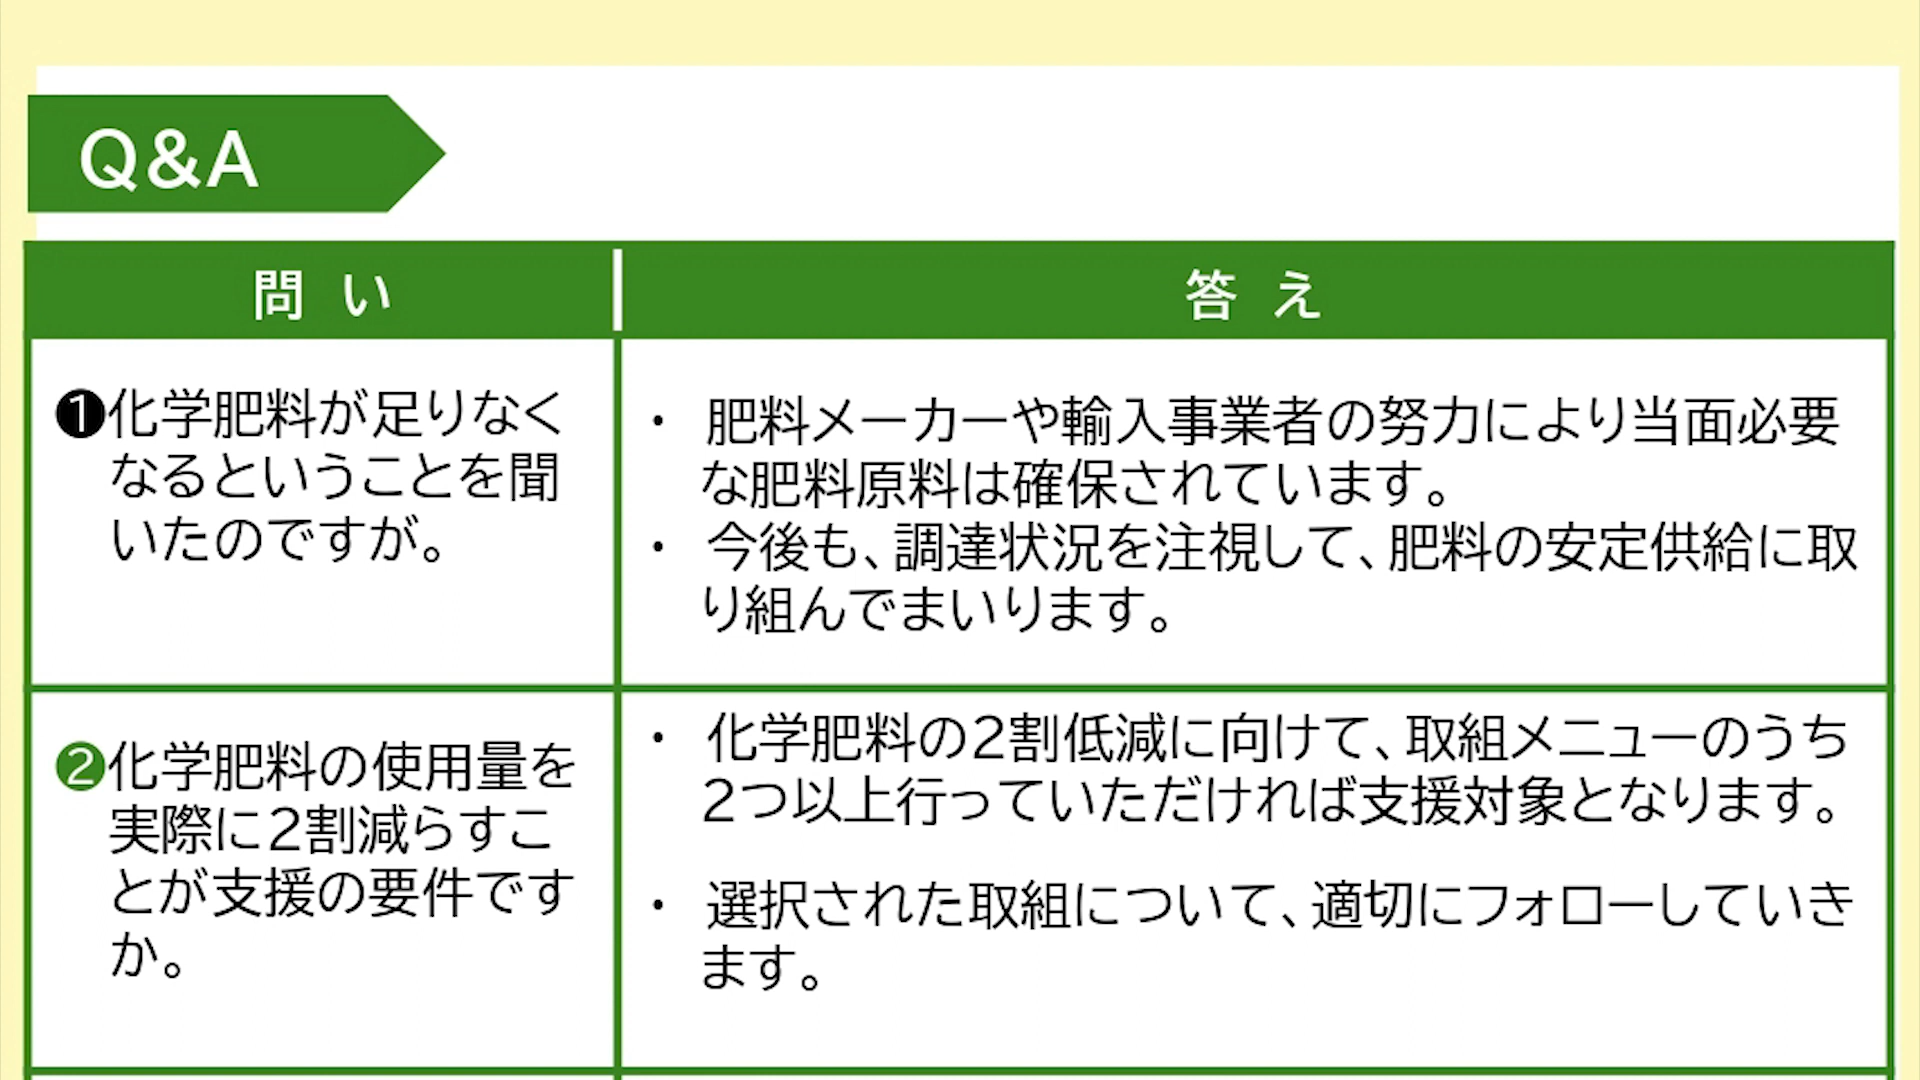 Q&A
問 い
答 え
❶化学肥料が足りなく
なるということを聞
いたのですが。
・ 肥料メーカーや輸入事業者の努力により当面必要
な肥料原料は確保されています。
・ 今後も、調達状況を注視して、肥料の安定供給に取
り組んでまいります。
❷化学肥料の使用量を
実際に2割減らすこ
とが支援の要件です
か。
・ 化学肥料の2割低減に向けて、取組メニューのうち
2つ以上行っていただければ支援対象となります。
・ 選択された取組について、適切にフォローしていき
ます。